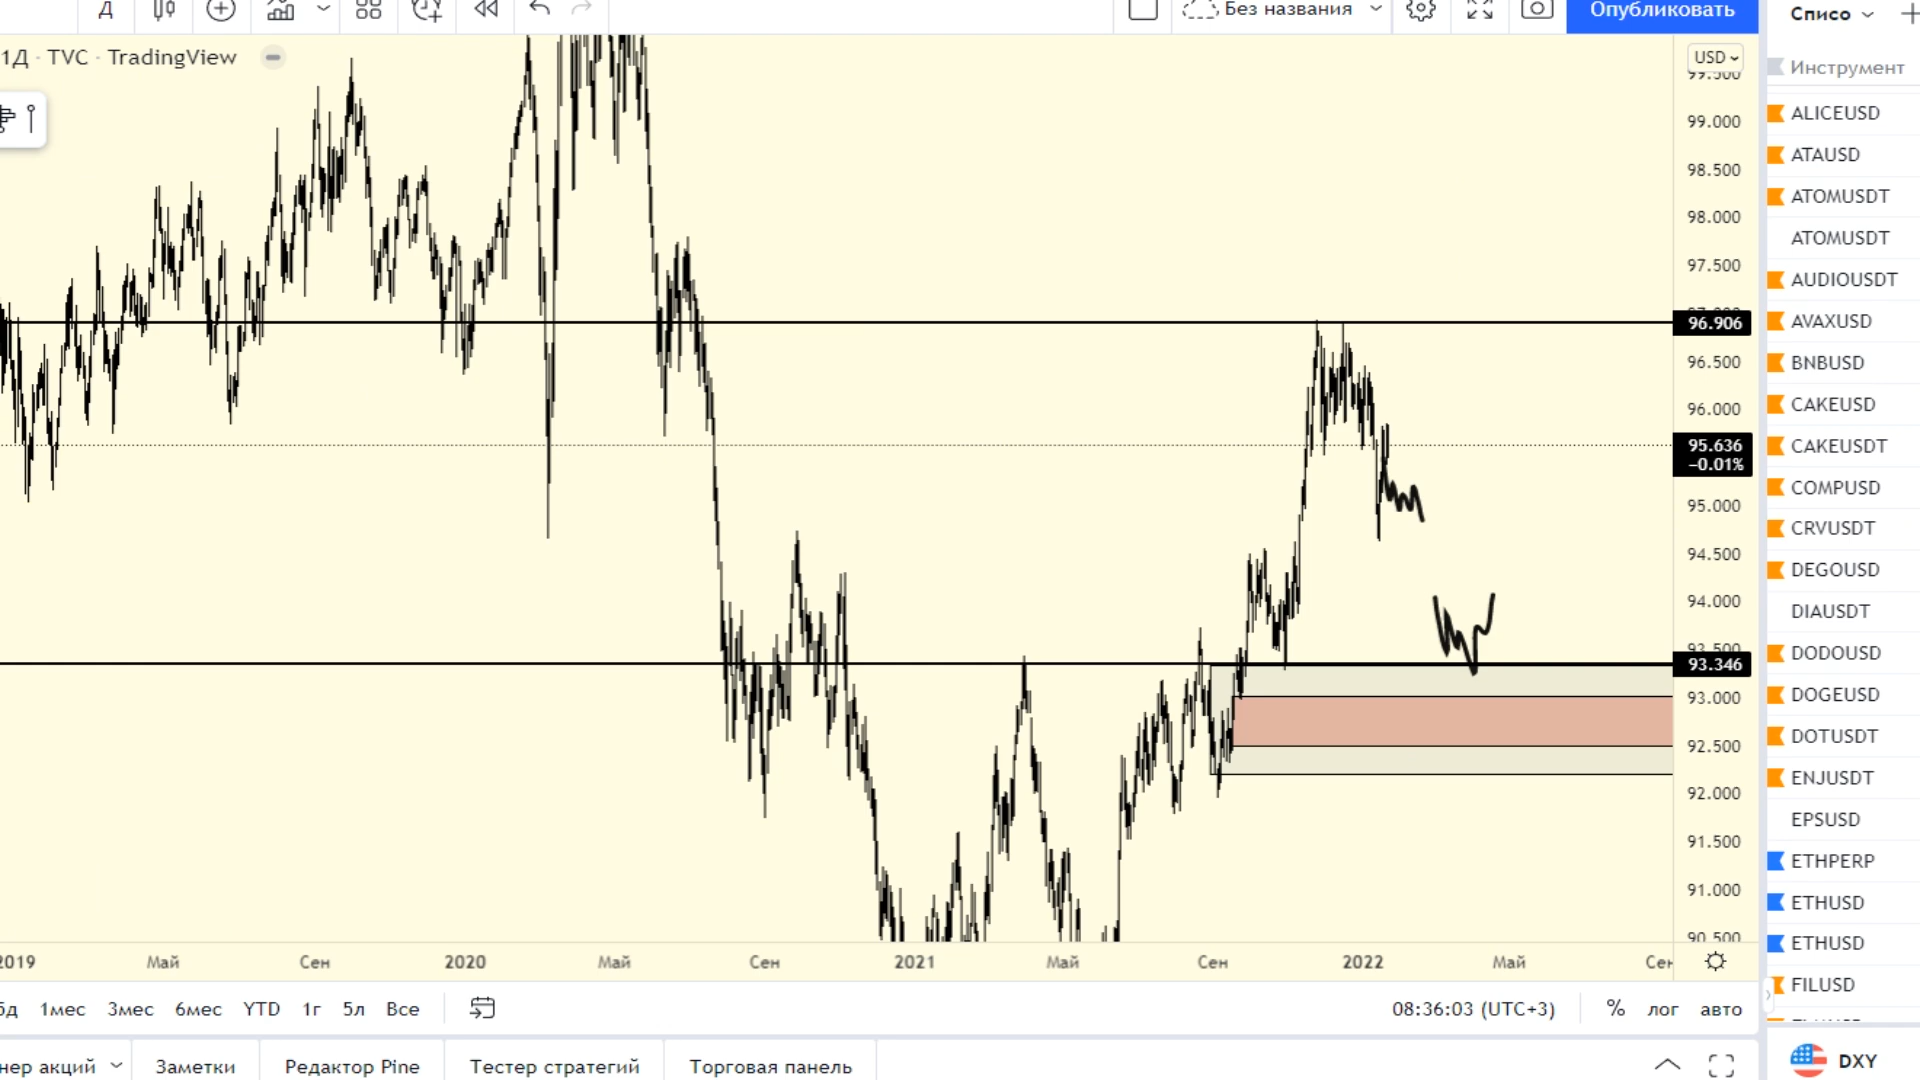 Д
Без названия
Опубликовать
Списо
1Д · TVC · TradingView
USD
Инструмент
99.000
98.500
98.000
97.500
96.906
96.500
96.000
95.636
−0.01%
95.000
94.500
94.000
93.346
93.000
92.500
92.000
91.500
91.000
90.500
ALICEUSD
ATAUSD
ATOMUSDT
ATOMUSDT
AUDIOUSDT
AVAXUSD
BNBUSD
CAKEUSD
CAKEUSDT
COMPUSD
CRVUSDT
DEGOUSD
DIAUSDT
DODOUSD
DOGEUSD
DOTUSDT
ENJUSDT
EPSUSD
ETHPERP
ETHUSD
ETHUSD
FILUSD
2019 Май Сен 2020 Май Сен 2021 Май Сен 2022 Май Сен
5д 1мес 3мес 6мес YTD 1г 5л Все
08:36:03 (UTC+3) % лог авто
нер акций Заметки Редактор Pine Тестер стратегий Торговая панель
DXY